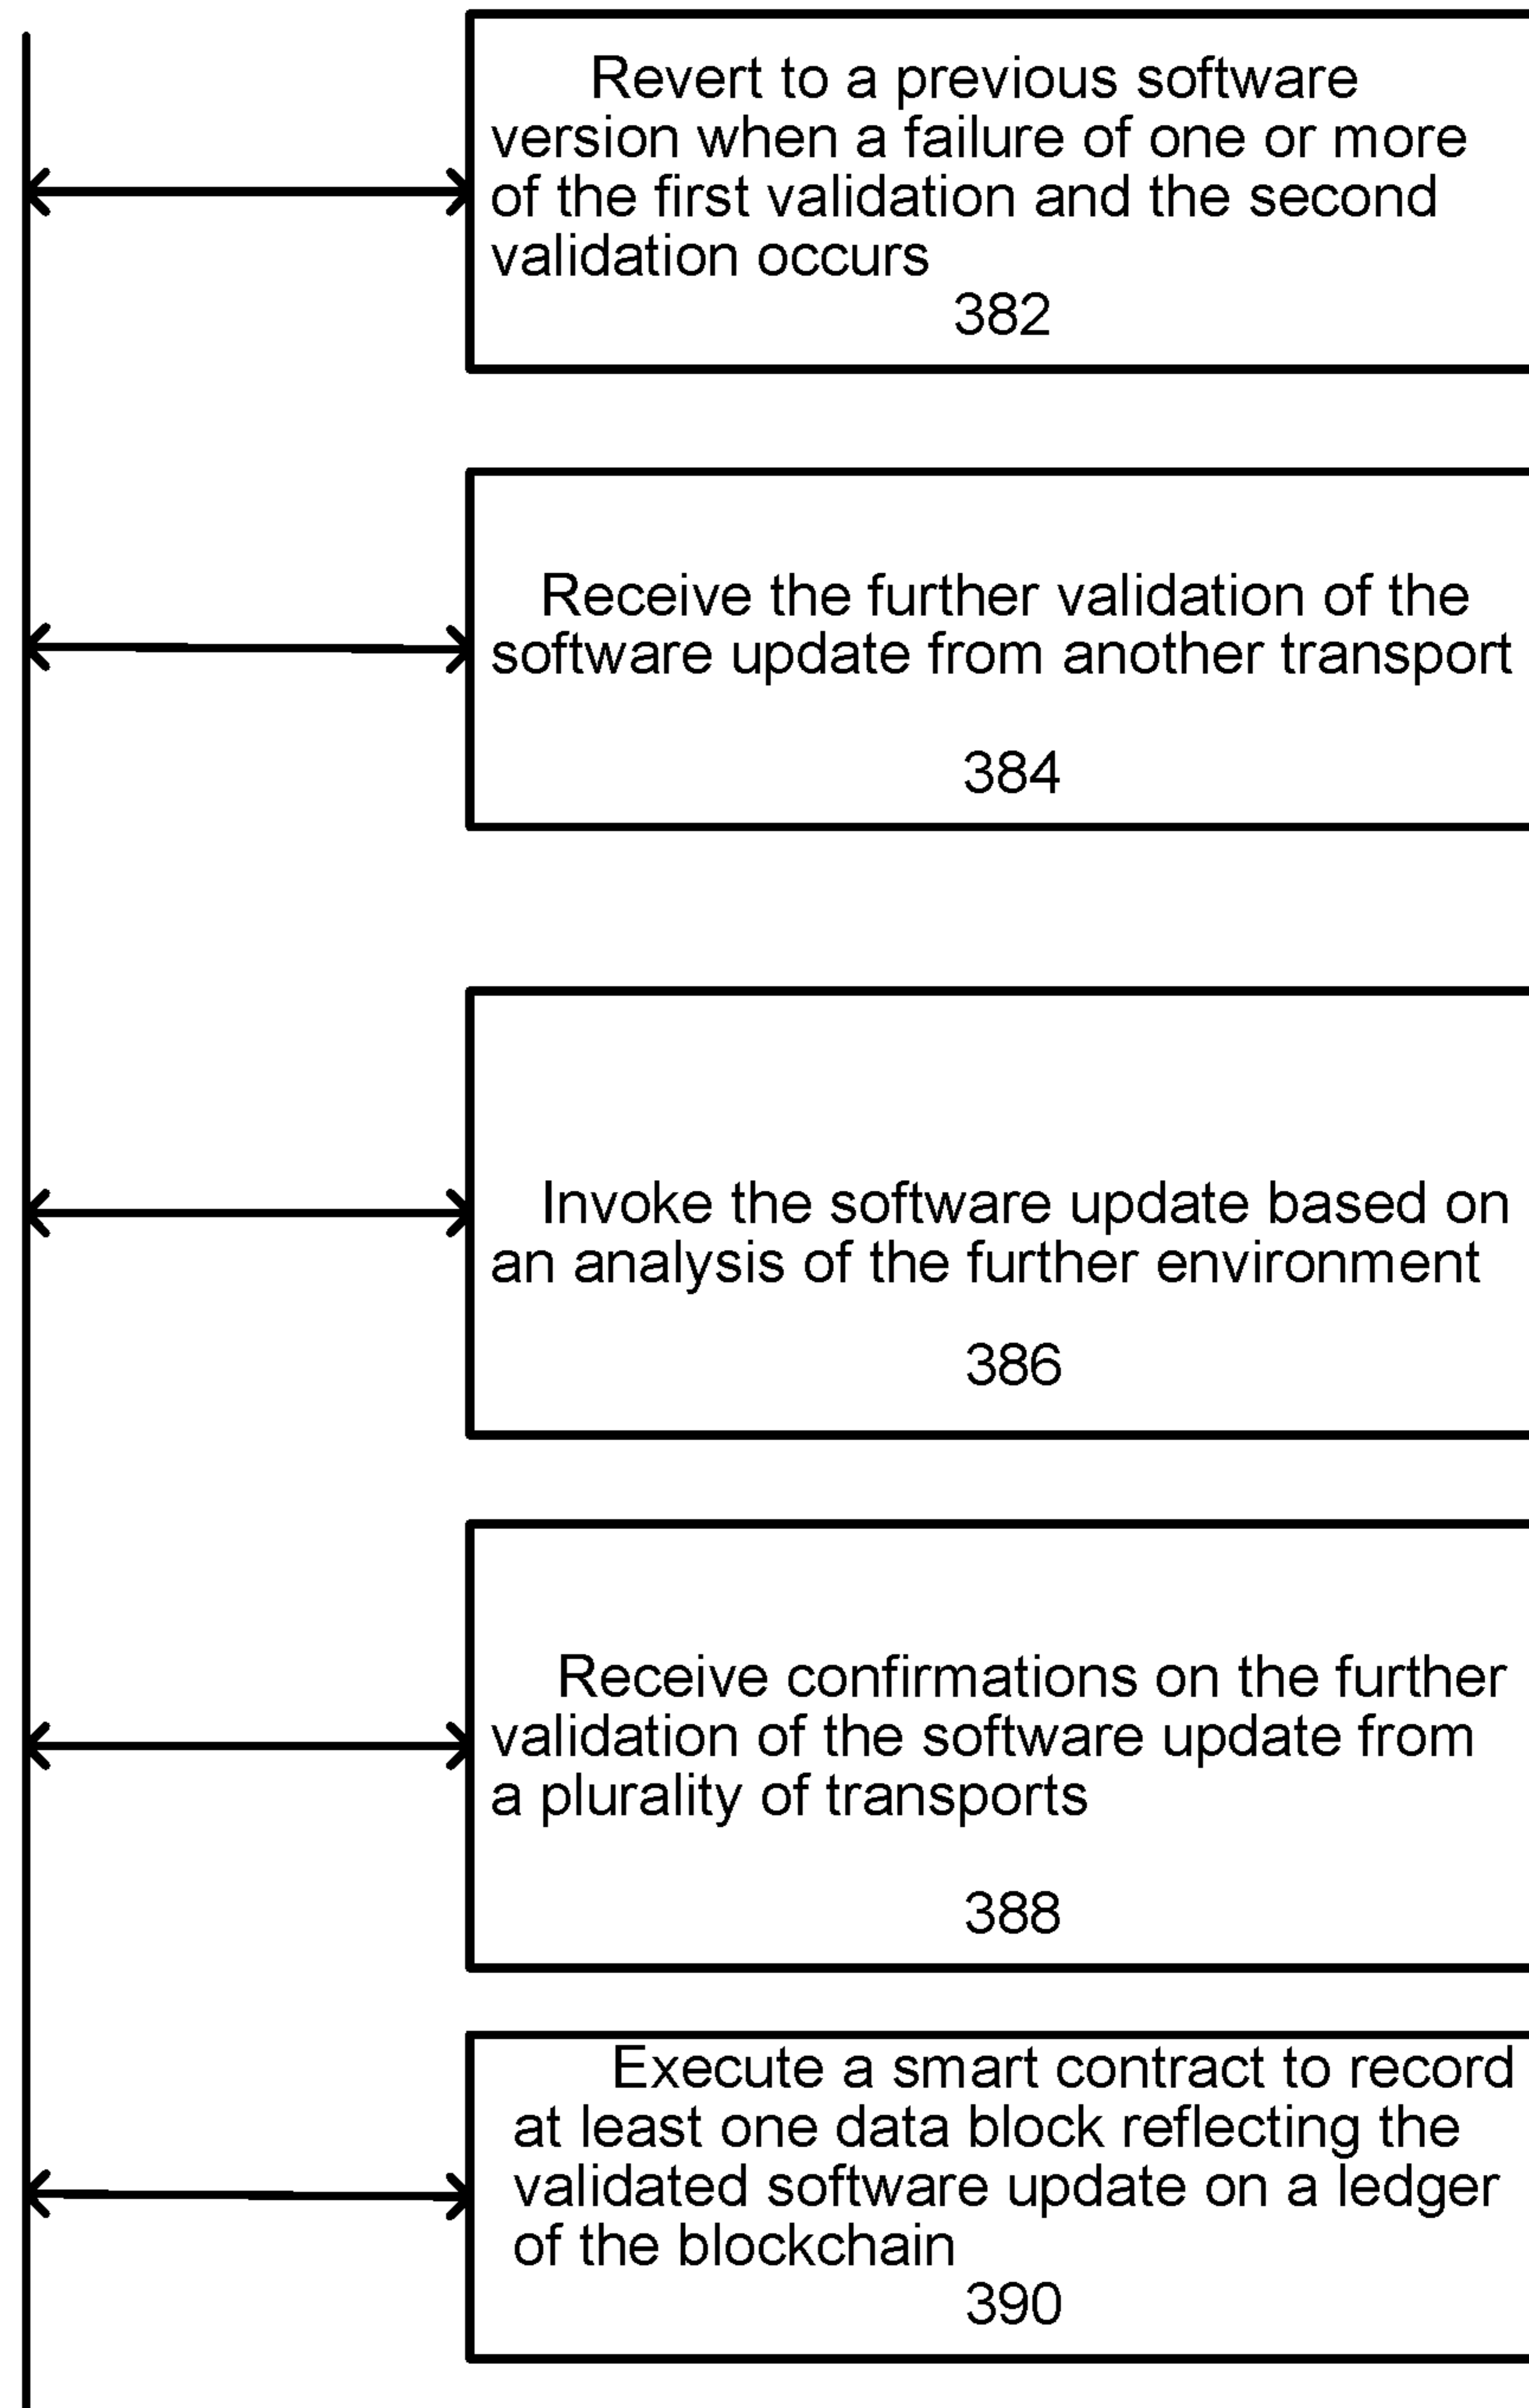 Revert to a previous software
version when a failure of one or more
of the first validation and the second
validation occurs
382
Receive the further validation of the
software update from another transport
384
Invoke the software update based on
an analysis of the further environment
386
Receive confirmations on the further
validation of the software update from
a plurality of transports
388
Execute a smart contract to record
at least one data block reflecting the
validated software update on a ledger
of the blockchain
390